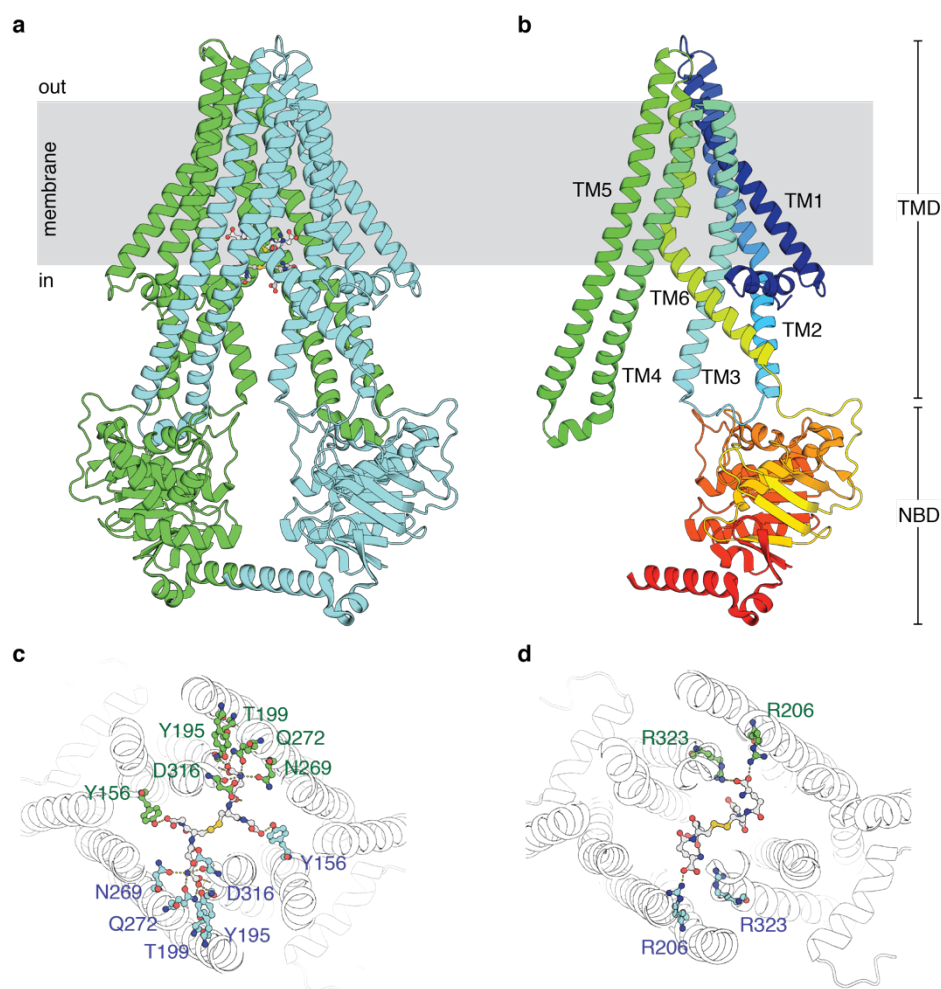 a
b
out
membrane
in
TM5
TM1
TM6
TM2
TM4
TM3
TMD
NBD
c
d
T199
Y195
Q272
D316
N269
Y156
Y156
N269
D316
Q272
Y195
T199
R206
R323
R323
R206